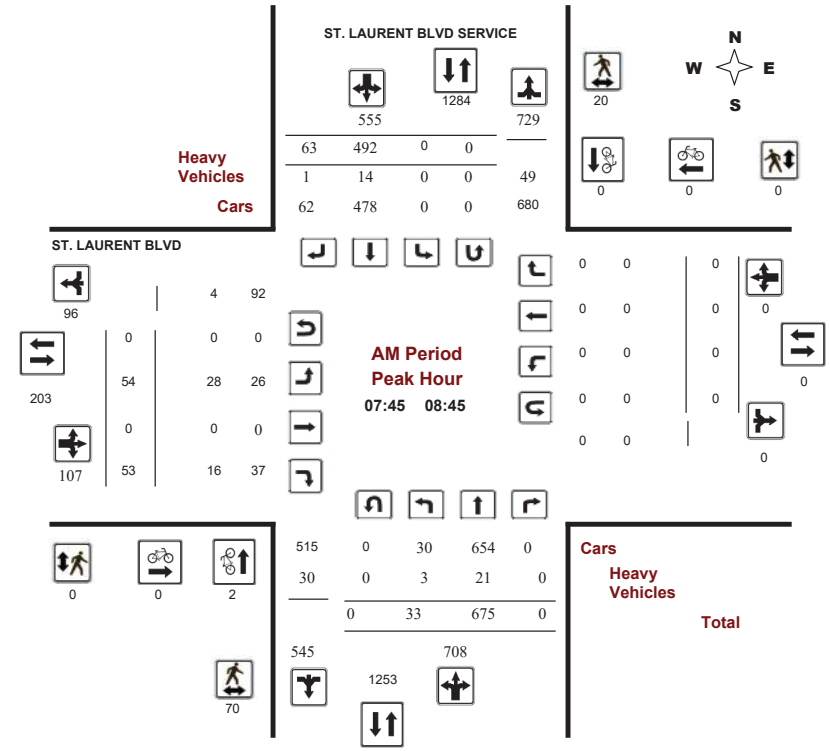 ST. LAURENT BLVD SERVICE
N
W E
S
1284
20
555 729
63 492 0 0
Heavy
Vehicles
1 14 0 0 49
Cars
62 478 0 0 680
0 0 0
ST. LAURENT BLVD
96
4 92
0 0 0
203
54 28 26
0 0 0
107
53 16 37
AM Period
Peak Hour
07:45 08:45
0 0 0
0 0 0
0 0 0
0 0 0
0 0
0
0
0
515 0 30 654 0
Cars
30 0 3 21 0
Heavy
Vehicles
0 33 675 0
Total
0 0 2
545 708
1253
70